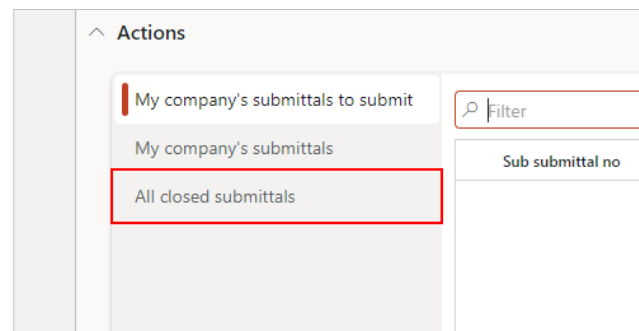 Actions
My company's submittals to submit
My company's submittals
All closed submittals
Filter
Sub submittal no